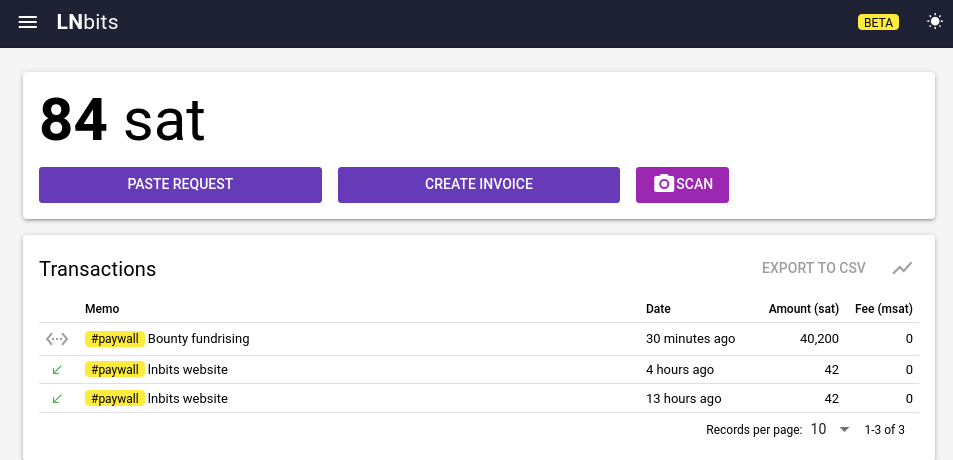 LNbits BETA
84 sat
PASTE REQUEST CREATE INVOICE SCAN
Transactions EXPORT TO CSV
Memo Date Amount (sat) Fee (msat)
#paywall Bounty fundrising 30 minutes ago 40,200 0
#paywall lnbits website 4 hours ago 42 0
#paywall lnbits website 13 hours ago 42 0
Records per page: 10 1-3 of 3